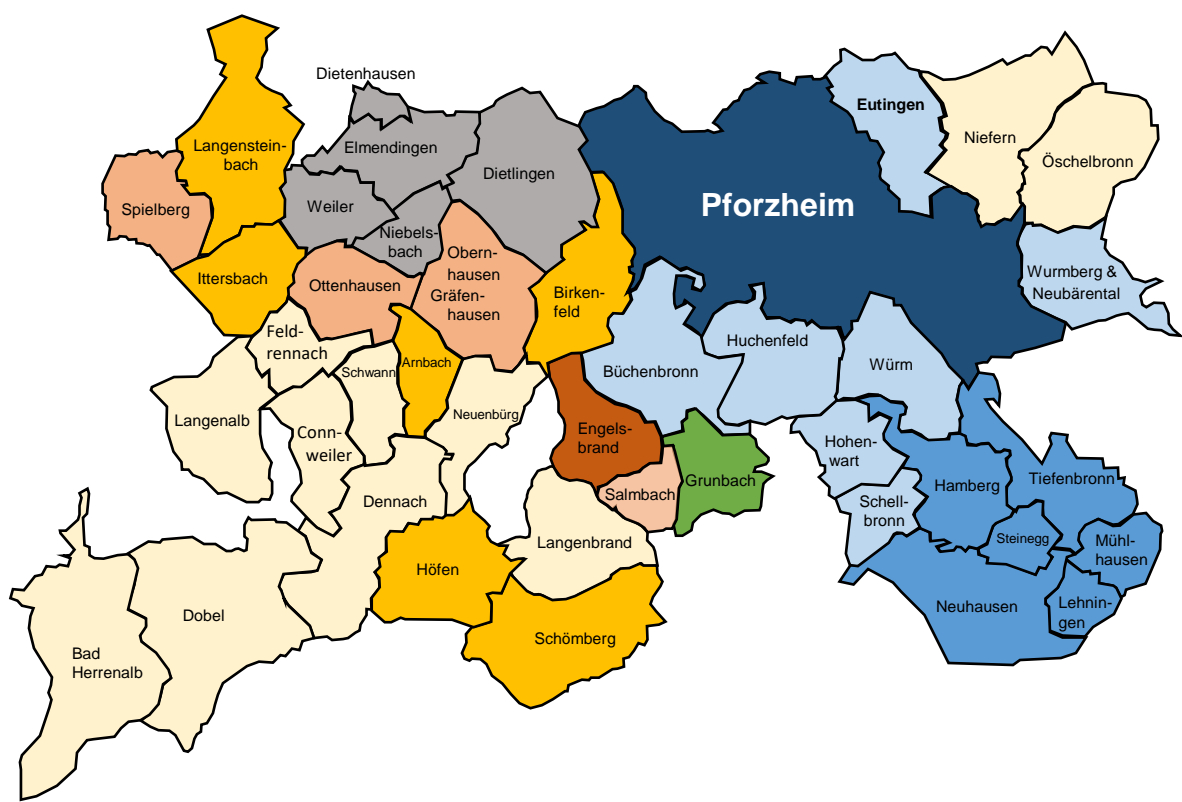 Dietenhausen
Eutingen
Langenstein-
bach
Elmendingen
Niefern
Öschelbronn
Dietlingen
Spielberg
Weiler
Pforzheim
Niebels-
bach
Obern-
hausen
Gräfen-
hausen
Ittersbach
Ottenhausen
Birken-
feld
Wurmberg &
Neubärental
Feld-
rennach
Huchenfeld
Schwann
Arnbach
Büchenbronn
Würm
Langenalb
Neuenbürg
Conn-
weiler
Engels-
brand
Hohen-
wart
Dennach
Salmbach
Grunbach
Hamberg
Tiefenbronn
Schell-
bronn
Langenbrand
Steinegg
Mühl-
hausen
Höfen
Dobel
Neuhausen
Lehnin-
gen
Schömberg
Bad
Herrenalb